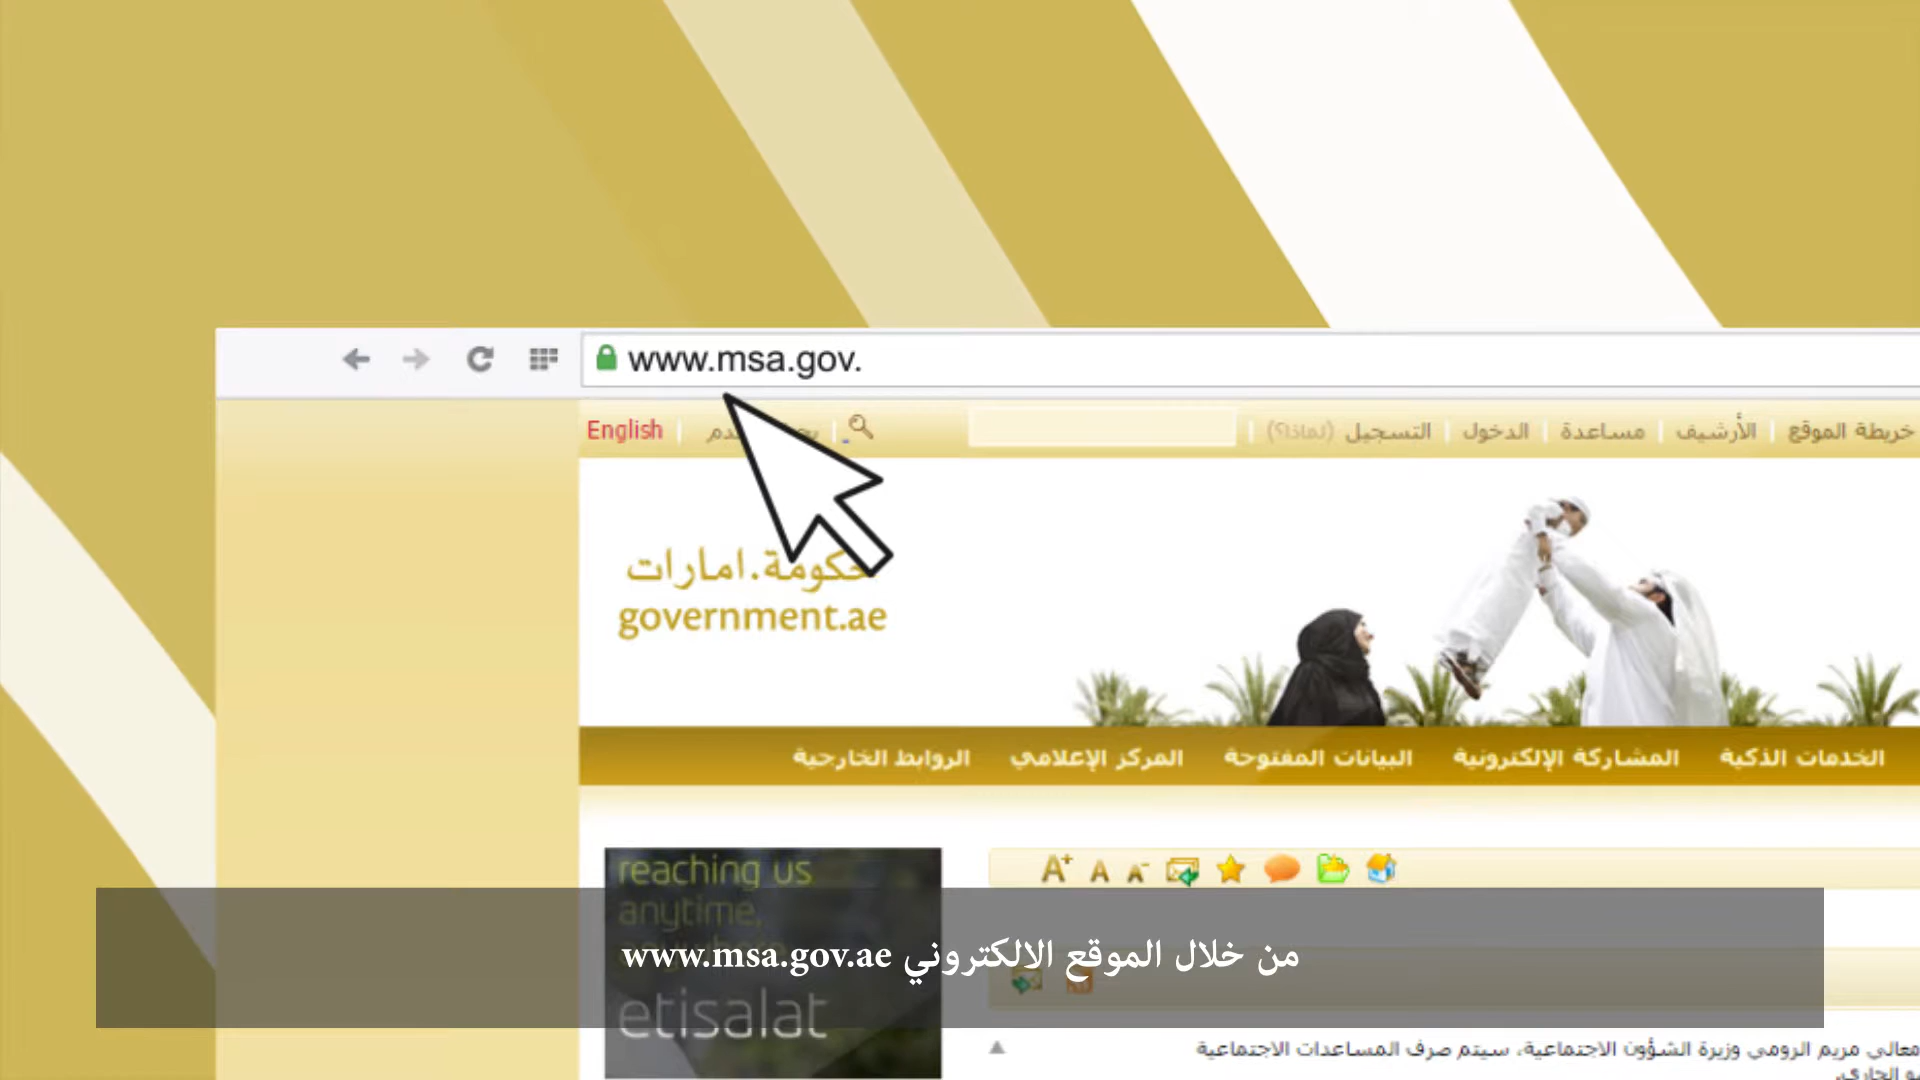 www.msa.gov.
خريطة الموقع | الأرشيف | مساعدة | الدخول | التسجيل (لماذا؟)
English
حكومة.امارات
government.ae
الخدمات الذكية المشاركة الإلكترونية البيانات المفتوحة المركز الإعلامي الروابط الخارجية
A+ A A-
reaching us
anytime,
من خلال الموقع الالكتروني www.msa.gov.ae
etisalat
معالي مريم الرومي وزيرة الشؤون الاجتماعية، سيتم صرف المساعدات الاجتماعية
الجاري.